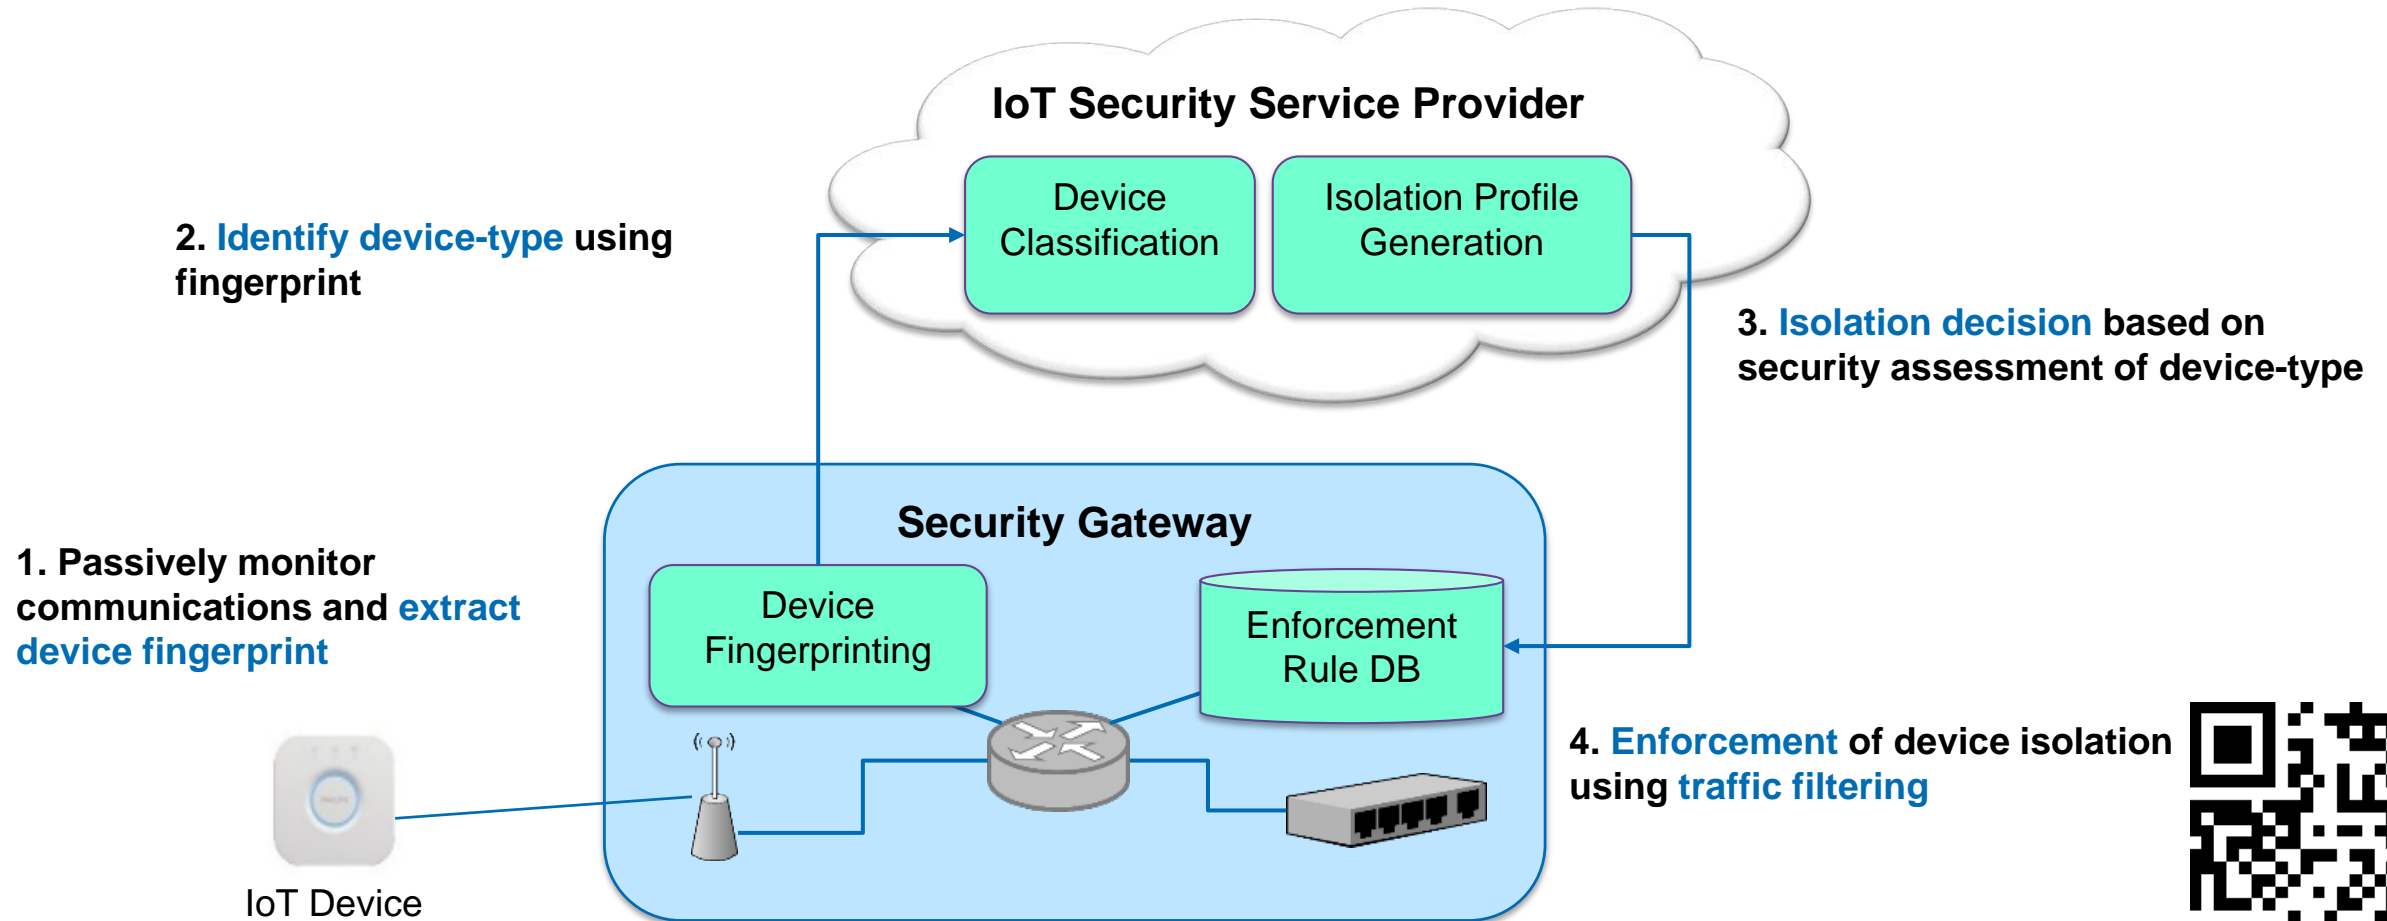 IoT Security Service Provider
Device
Classification
Isolation Profile
Generation
2. Identify device-type using
fingerprint
3. Isolation decision based on
security assessment of device-type
Security Gateway
1. Passively monitor
communications and extract
device fingerprint
Device
Fingerprinting
Enforcement
Rule DB
4. Enforcement of device isolation
using traffic filtering
IoT Device